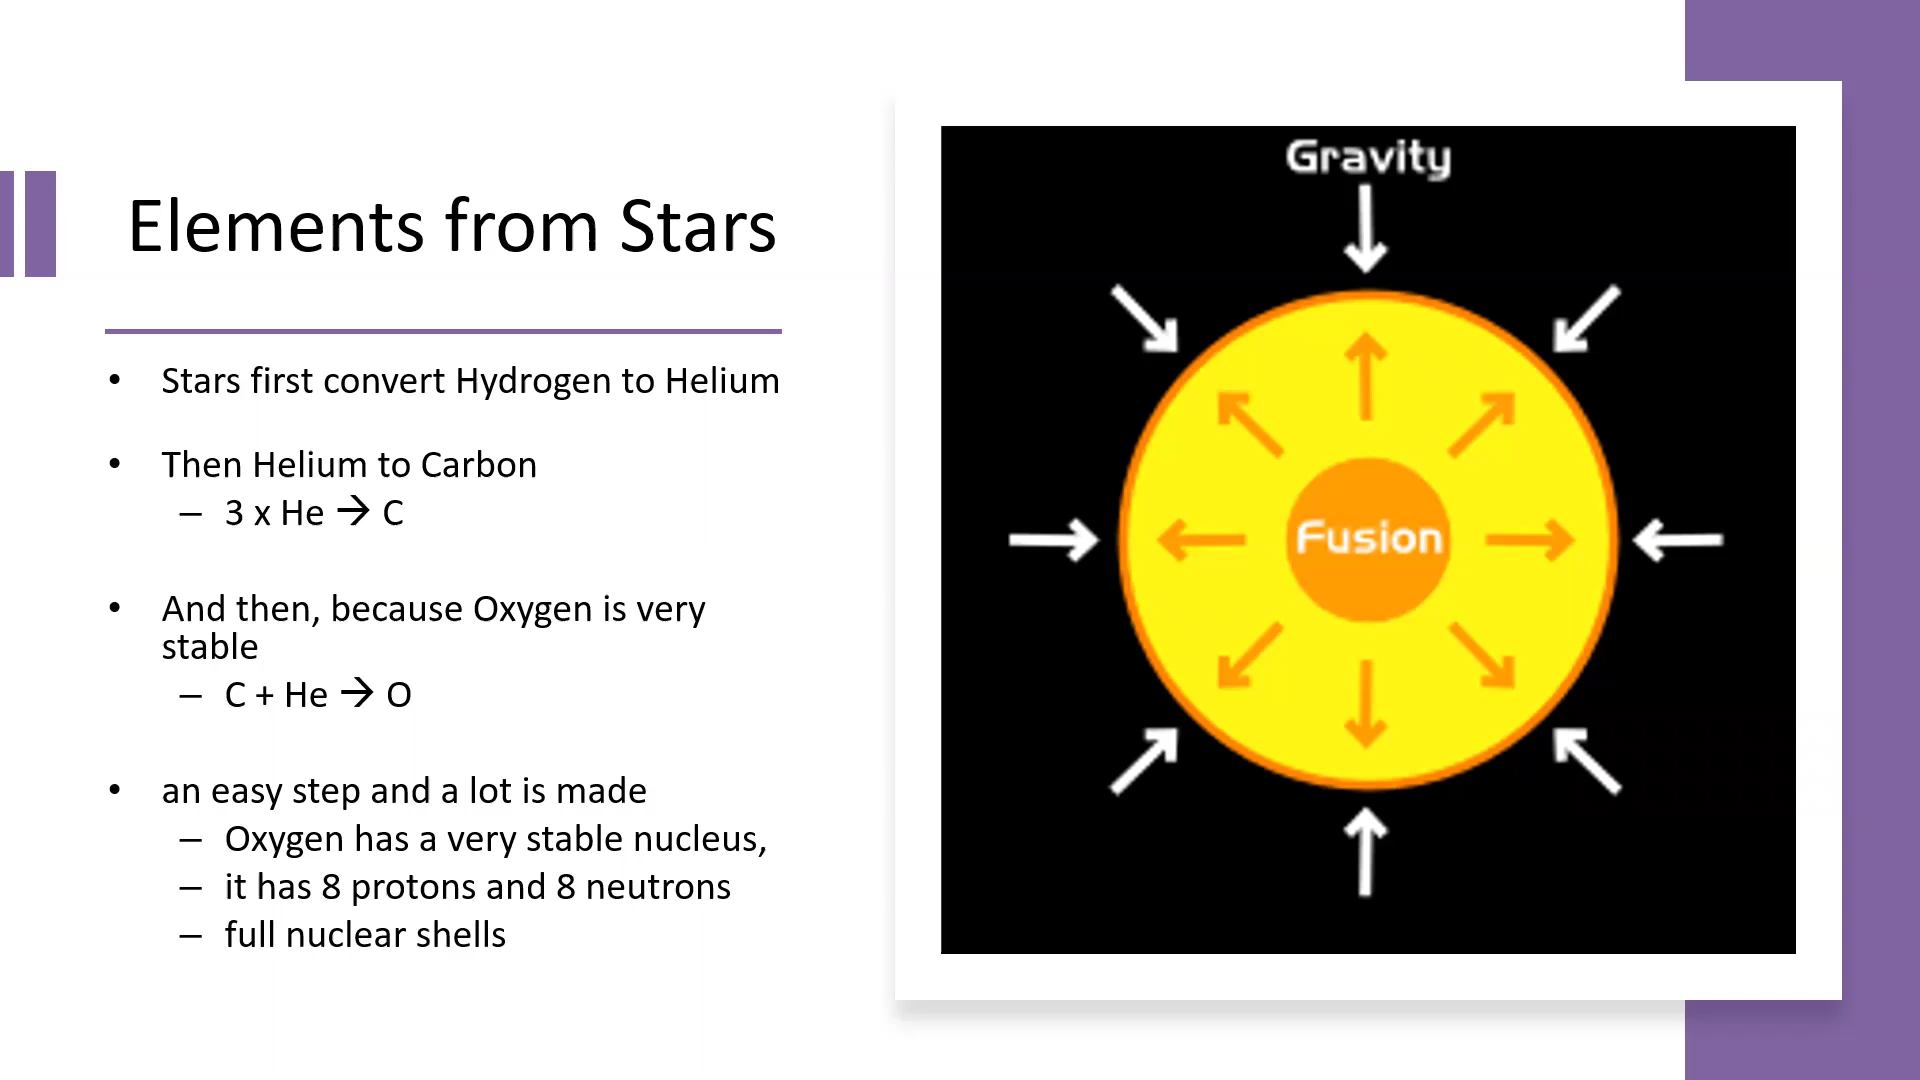 Elements from Stars
• Stars first convert Hydrogen to Helium
• Then Helium to Carbon
– 3 x He → C
• And then, because Oxygen is very
stable
– C + He → O
• an easy step and a lot is made
– Oxygen has a very stable nucleus,
– it has 8 protons and 8 neutrons
– full nuclear shells
Gravity
Fusion